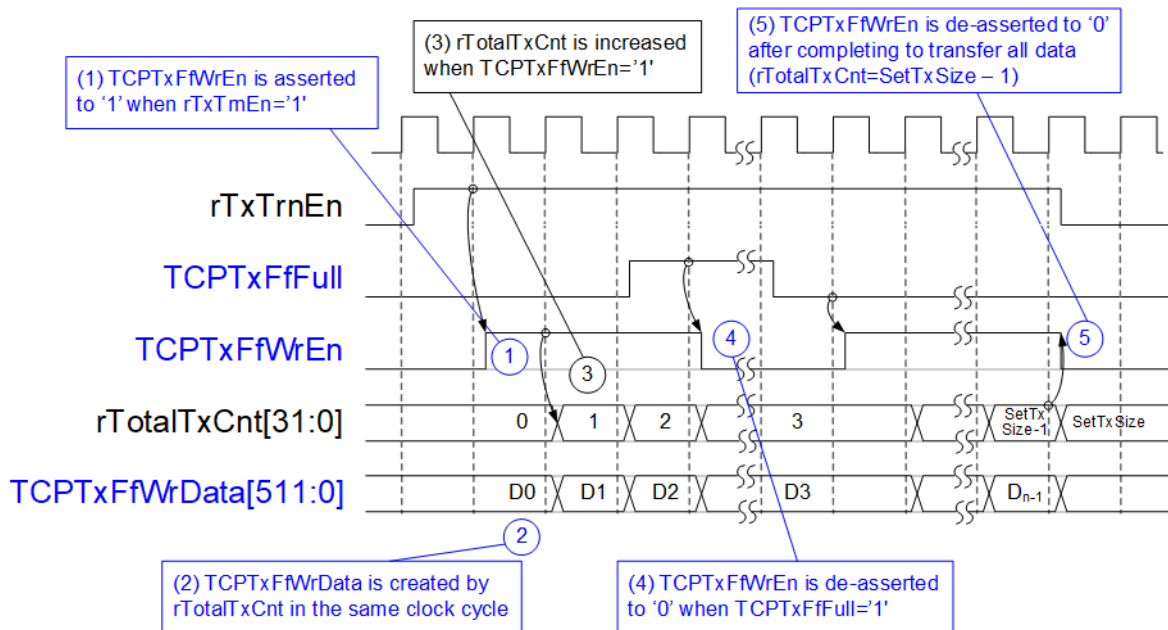 (5) TCPTxFfWrEn is de-asserted to ‘0’
after completing to transfer all data
(rTotalTxCnt=SetTxSize – 1)
(3) rTotalTxCnt is increased
when TCPTxFfWrEn=’1'
(1) TCPTxFfWrEn is asserted
to ‘1’ when rTxTrnEn=’1'
rTxTrnEn
TCPTxFfFull
TCPTxFfWrEn
1
3
4
5
rTotalTxCnt[31:0]
0
1
2
3
SetTx
Size-1
SetTxSize
TCPTxFfWrData[511:0]
D0
D1
D2
D3
Dn-1
2
(2) TCPTxFfWrData is created by
rTotalTxCnt in the same clock cycle
(4) TCPTxFfWrEn is de-asserted
to ‘0’ when TCPTxFfFull=’1'